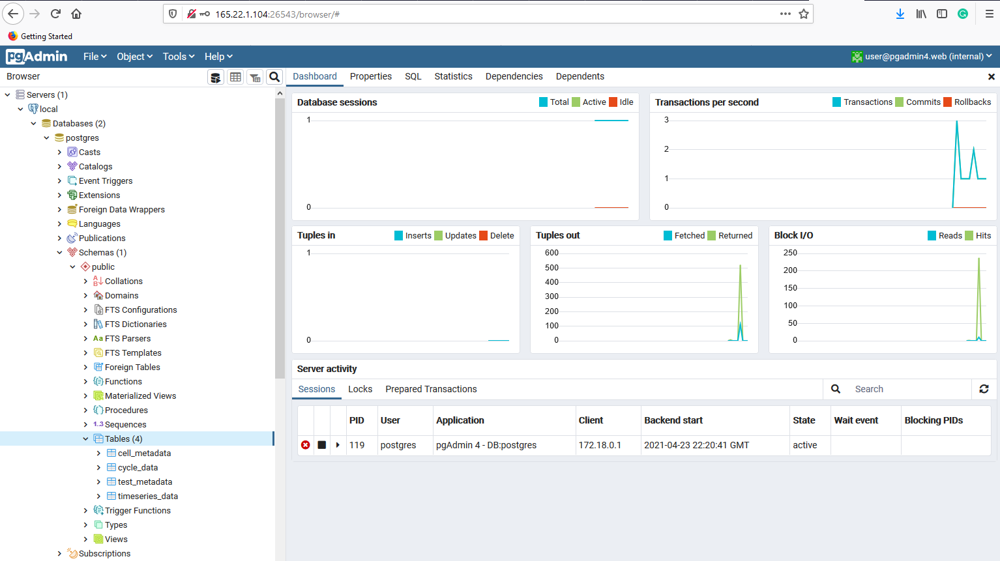 165.22.1.104:26543/browser/#
Getting Started
pgAdmin File Object Tools Help user@pgadmin4.web (internal)
Browser
Dashboard Properties SQL Statistics Dependencies Dependents
Servers (1)
local
Databases (2)
postgres
Casts
Catalogs
Event Triggers
Extensions
Foreign Data Wrappers
Languages
Publications
Schemas (1)
public
Collations
Domains
FTS Configurations
FTS Dictionaries
Aa FTS Parsers
FTS Templates
Foreign Tables
Functions
Materialized Views
Procedures
1..3 Sequences
Tables (4)
cell_metadata
cycle_data
test_metadata
timeseries_data
Trigger Functions
Types
Views
Subscriptions
Database sessions Total Active Idle
1
0
Transactions per second Transactions Commits Rollbacks
3
2
1
0
Tuples in Inserts Updates Delete
1
0
Tuples out Fetched Returned
600
500
400
300
200
100
0
Block I/O Reads Hits
250
200
150
100
50
0
Server activity
Sessions Locks Prepared Transactions Search
PID User Application Client Backend start State Wait event Blocking PIDs
119 postgres pgAdmin 4 - DB:postgres 172.18.0.1 2021-04-23 22:20:41 GMT active